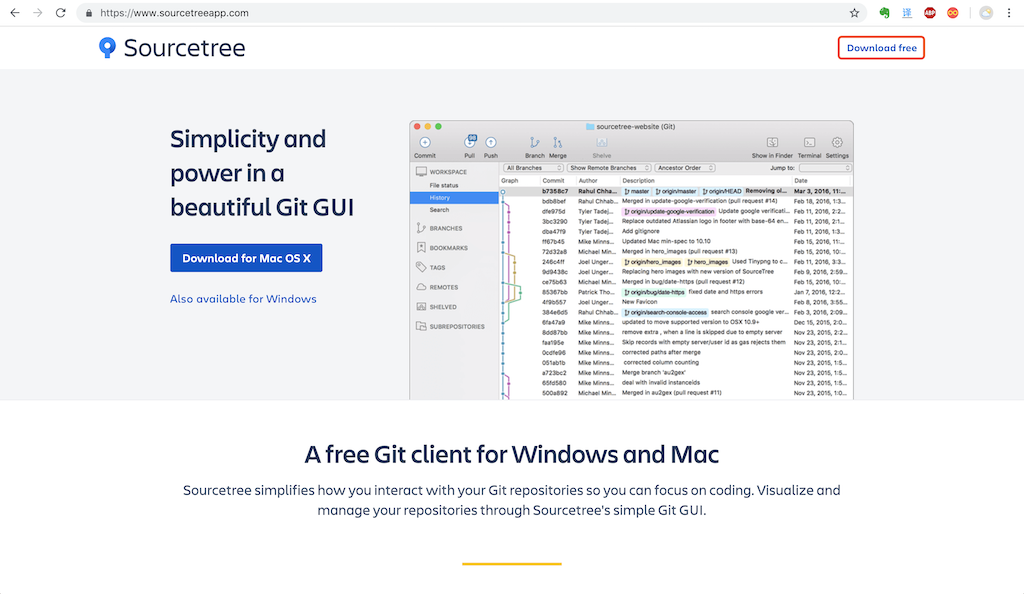 https://www.sourcetreeapp.com
译
ABP
Sourcetree
Download free
Simplicity and
power in a
beautiful Git GUI
Download for Mac OS X
Also available for Windows
sourcetree-website (Git)
Commit Pull Push Branch Merge Shelve Show in Finder Terminal Settings
All Branches Show Remote Branches Ancestor Order Jump to:
WORKSPACE
File status
History
Search
BRANCHES
BOOKMARKS
TAGS
REMOTES
SHELVED
SUBREPOSITORIES
Graph Commit Author Description Date
b7358c7 Rahul Chha... master origin/master origin/HEAD Removing ol... Mar 3, 2016, 11:...
bdb8bef Merged in update-google-verification (pull request #14) Feb 18, 2016, 1:3...
dfe975d Tyler Tadej... origin/update-google-verification Update google verificati... Feb 11, 2016, 2:2...
3bc3290 Tyler Tadej... Replace outdated Atlassian logo in footer with base-64 en... Feb 11, 2016, 2:1...
dba47f9 Tyler Tadej... Add gitignore Feb 11, 2016, 1:3...
ff67b45 Mike Minns... Updated Mac min-spec to 10.10 Feb 15, 2016, 11:...
72d32a8 Michael Min... Merged in hero_images (pull request #13) Feb 15, 2016, 10:...
246c4ff Joel Unger... origin/hero_images hero_images Used Tinypng to c... Feb 11, 2016, 3:3...
9d9438c Joel Unger... Replacing hero images with new version of SourceTree Feb 9, 2016, 2:59...
ce75b63 Michael Min... Merged in bug/date-https (pull request #12) Feb 15, 2016, 10:...
85367bb Patrick Tho... origin/bug/date-https fixed date and https errors Jan 7, 2016, 12:2...
4f9b557 Joel Unger... New Favicon Feb 8, 2016, 3:55...
384e6d5 Rahul Chhab... origin/search-console-access search console google ver... Feb 3, 2016, 2:09...
6fa47a9 Mike Minns... updated to move supported version to OSX 10.9+ Dec 15, 2015, 2:0...
8dd87bb Mike Minns... remove extra , when a line is skipped due to empty server Nov 23, 2015, 2:2...
faa195e Mike Minns... Skip records with empty server/user id as gas rejects them Nov 23, 2015, 2:1...
0cdfe96 Mike Minns... corrected paths after merge Nov 23, 2015, 2:0...
051ab1b Mike Minns... corrected column counting Nov 23, 2015, 1:5...
a723bc2 Mike Minns... Merge branch 'au2gex' Nov 23, 2015, 1:5...
65fd580 Mike Minns... deal with invalid instanceids Nov 23, 2015, 1:5...
500a892 Michael Min... Merged in au2gex (pull request #11) Nov 23, 2015, 1:0...
A free Git client for Windows and Mac
Sourcetree simplifies how you interact with your Git repositories so you can focus on coding. Visualize and
manage your repositories through Sourcetree's simple Git GUI.